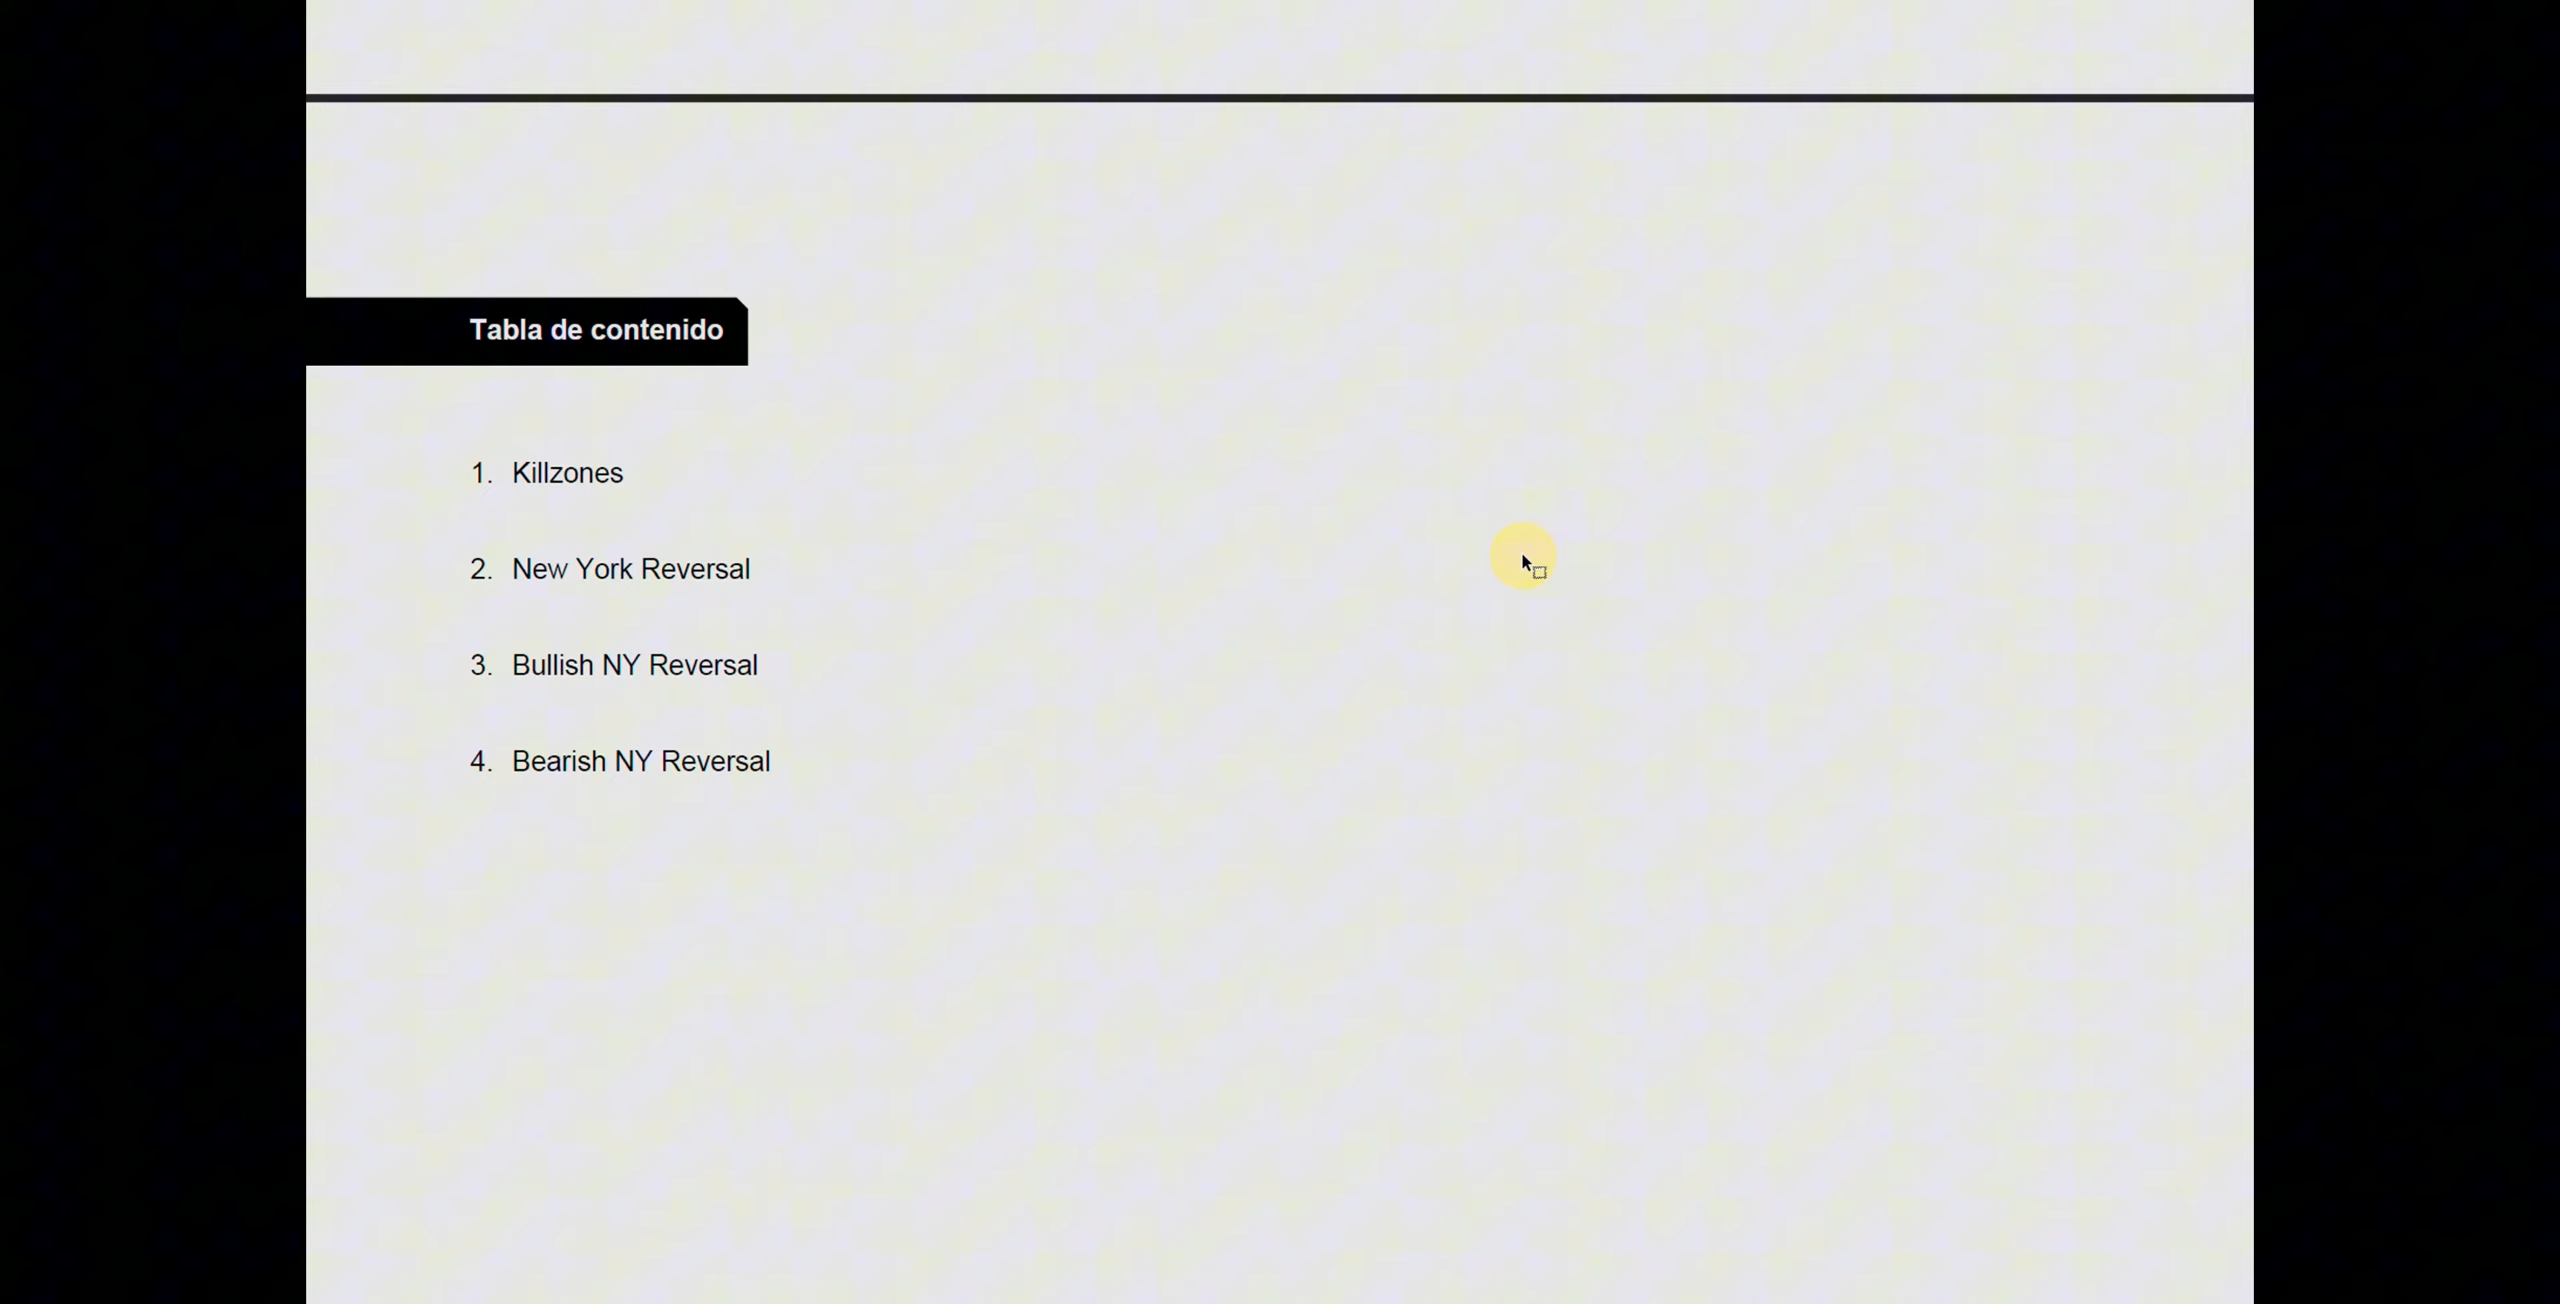 Tabla de contenido
1. Killzones
2. New York Reversal
3. Bullish NY Reversal
4. Bearish NY Reversal